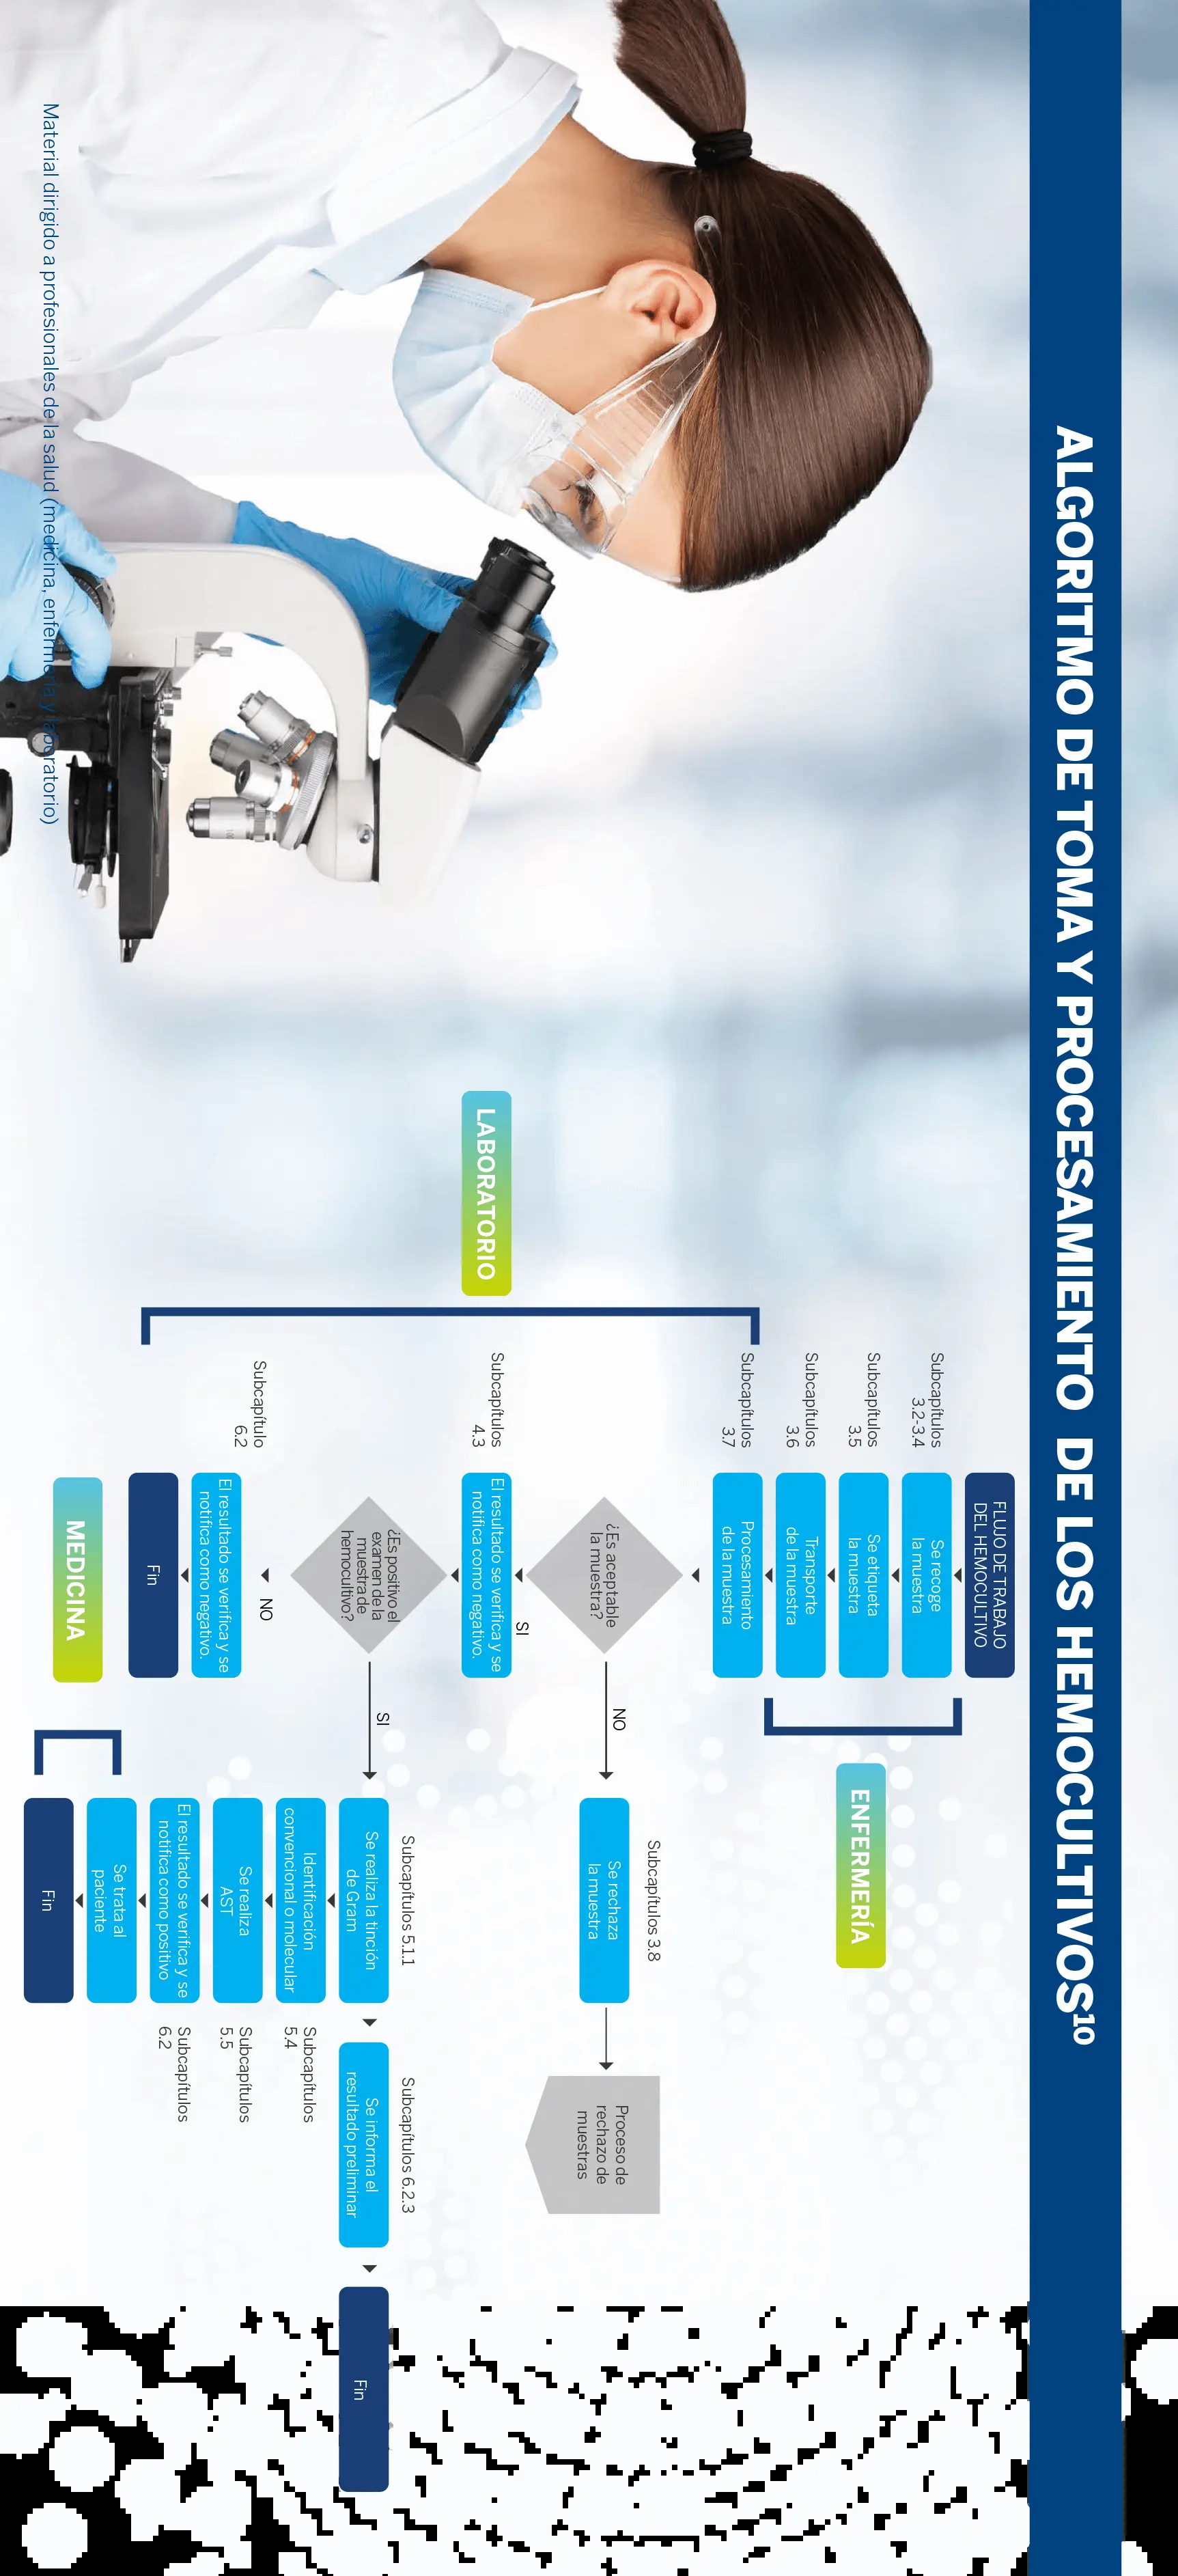 ALGORITMO DE TOMA Y PROCESAMIENTO DE LOS HEMOCULTIVOS10
FLUJO DE TRABAJO
DEL HEMOCULTIVO
Subcapítulos
3.2-3.4
Se recoge
la muestra
Subcapítulos
3.5
Se etiqueta
la muestra
ENFERMERÍA
Subcapítulos
3.6
Transporte
de la muestra
Subcapítulos
3.7
Procesamiento
de la muestra
¿Es aceptable
la muestra?
NO
Subcapítulos 3.8
Se rechaza
la muestra
Proceso de
rechazo de
muestras
SI
LABORATORIO
Subcapítulos
4.3
El resultado se verifica y se
notifica como negativo.
¿Es positivo el
examen de la
muestra de
hemocultivo?
SI
Subcapítulos 5.1.1
Se realiza la tinción
de Gram
Subcapítulos 6.2.3
Se informa el
resultado preliminar
Fin
Identificación
convencional o molecular
Subcapítulos
5.4
NO
Subcapítulo
6.2
El resultado se verifica y se
notifica como negativo.
Se realiza
AST
Subcapítulos
5.5
Fin
El resultado se verifica y se
notifica como positivo
Subcapítulos
6.2
MEDICINA
Se trata al
paciente
Fin
Material dirigido a profesionales de la salud (medicina, enfermería y laboratorio)